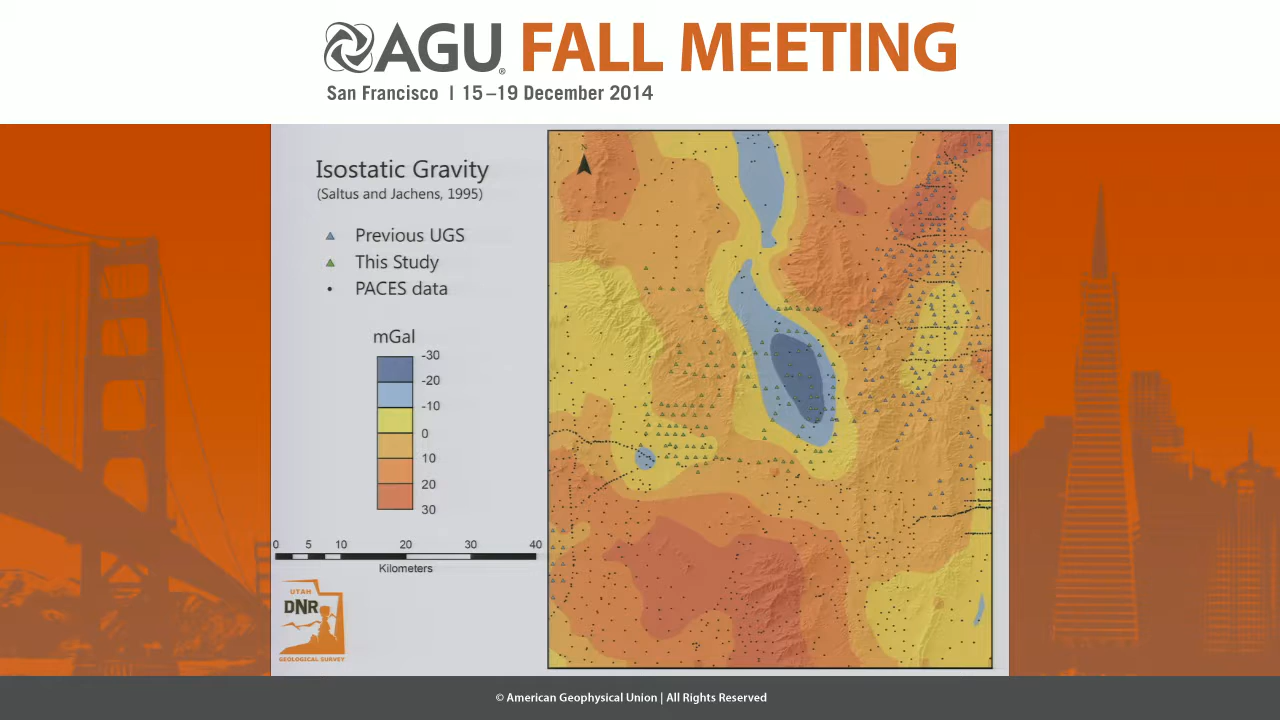 AGU® FALL MEETING
San Francisco | 15–19 December 2014
Isostatic Gravity
(Saltus and Jachens, 1995)
Previous UGS
This Study
PACES data
mGal
-30
-20
-10
0
10
20
30
0 5 10 20 30 40
Kilometers
N
UTAH
DNR
GEOLOGICAL SURVEY
© American Geophysical Union | All Rights Reserved